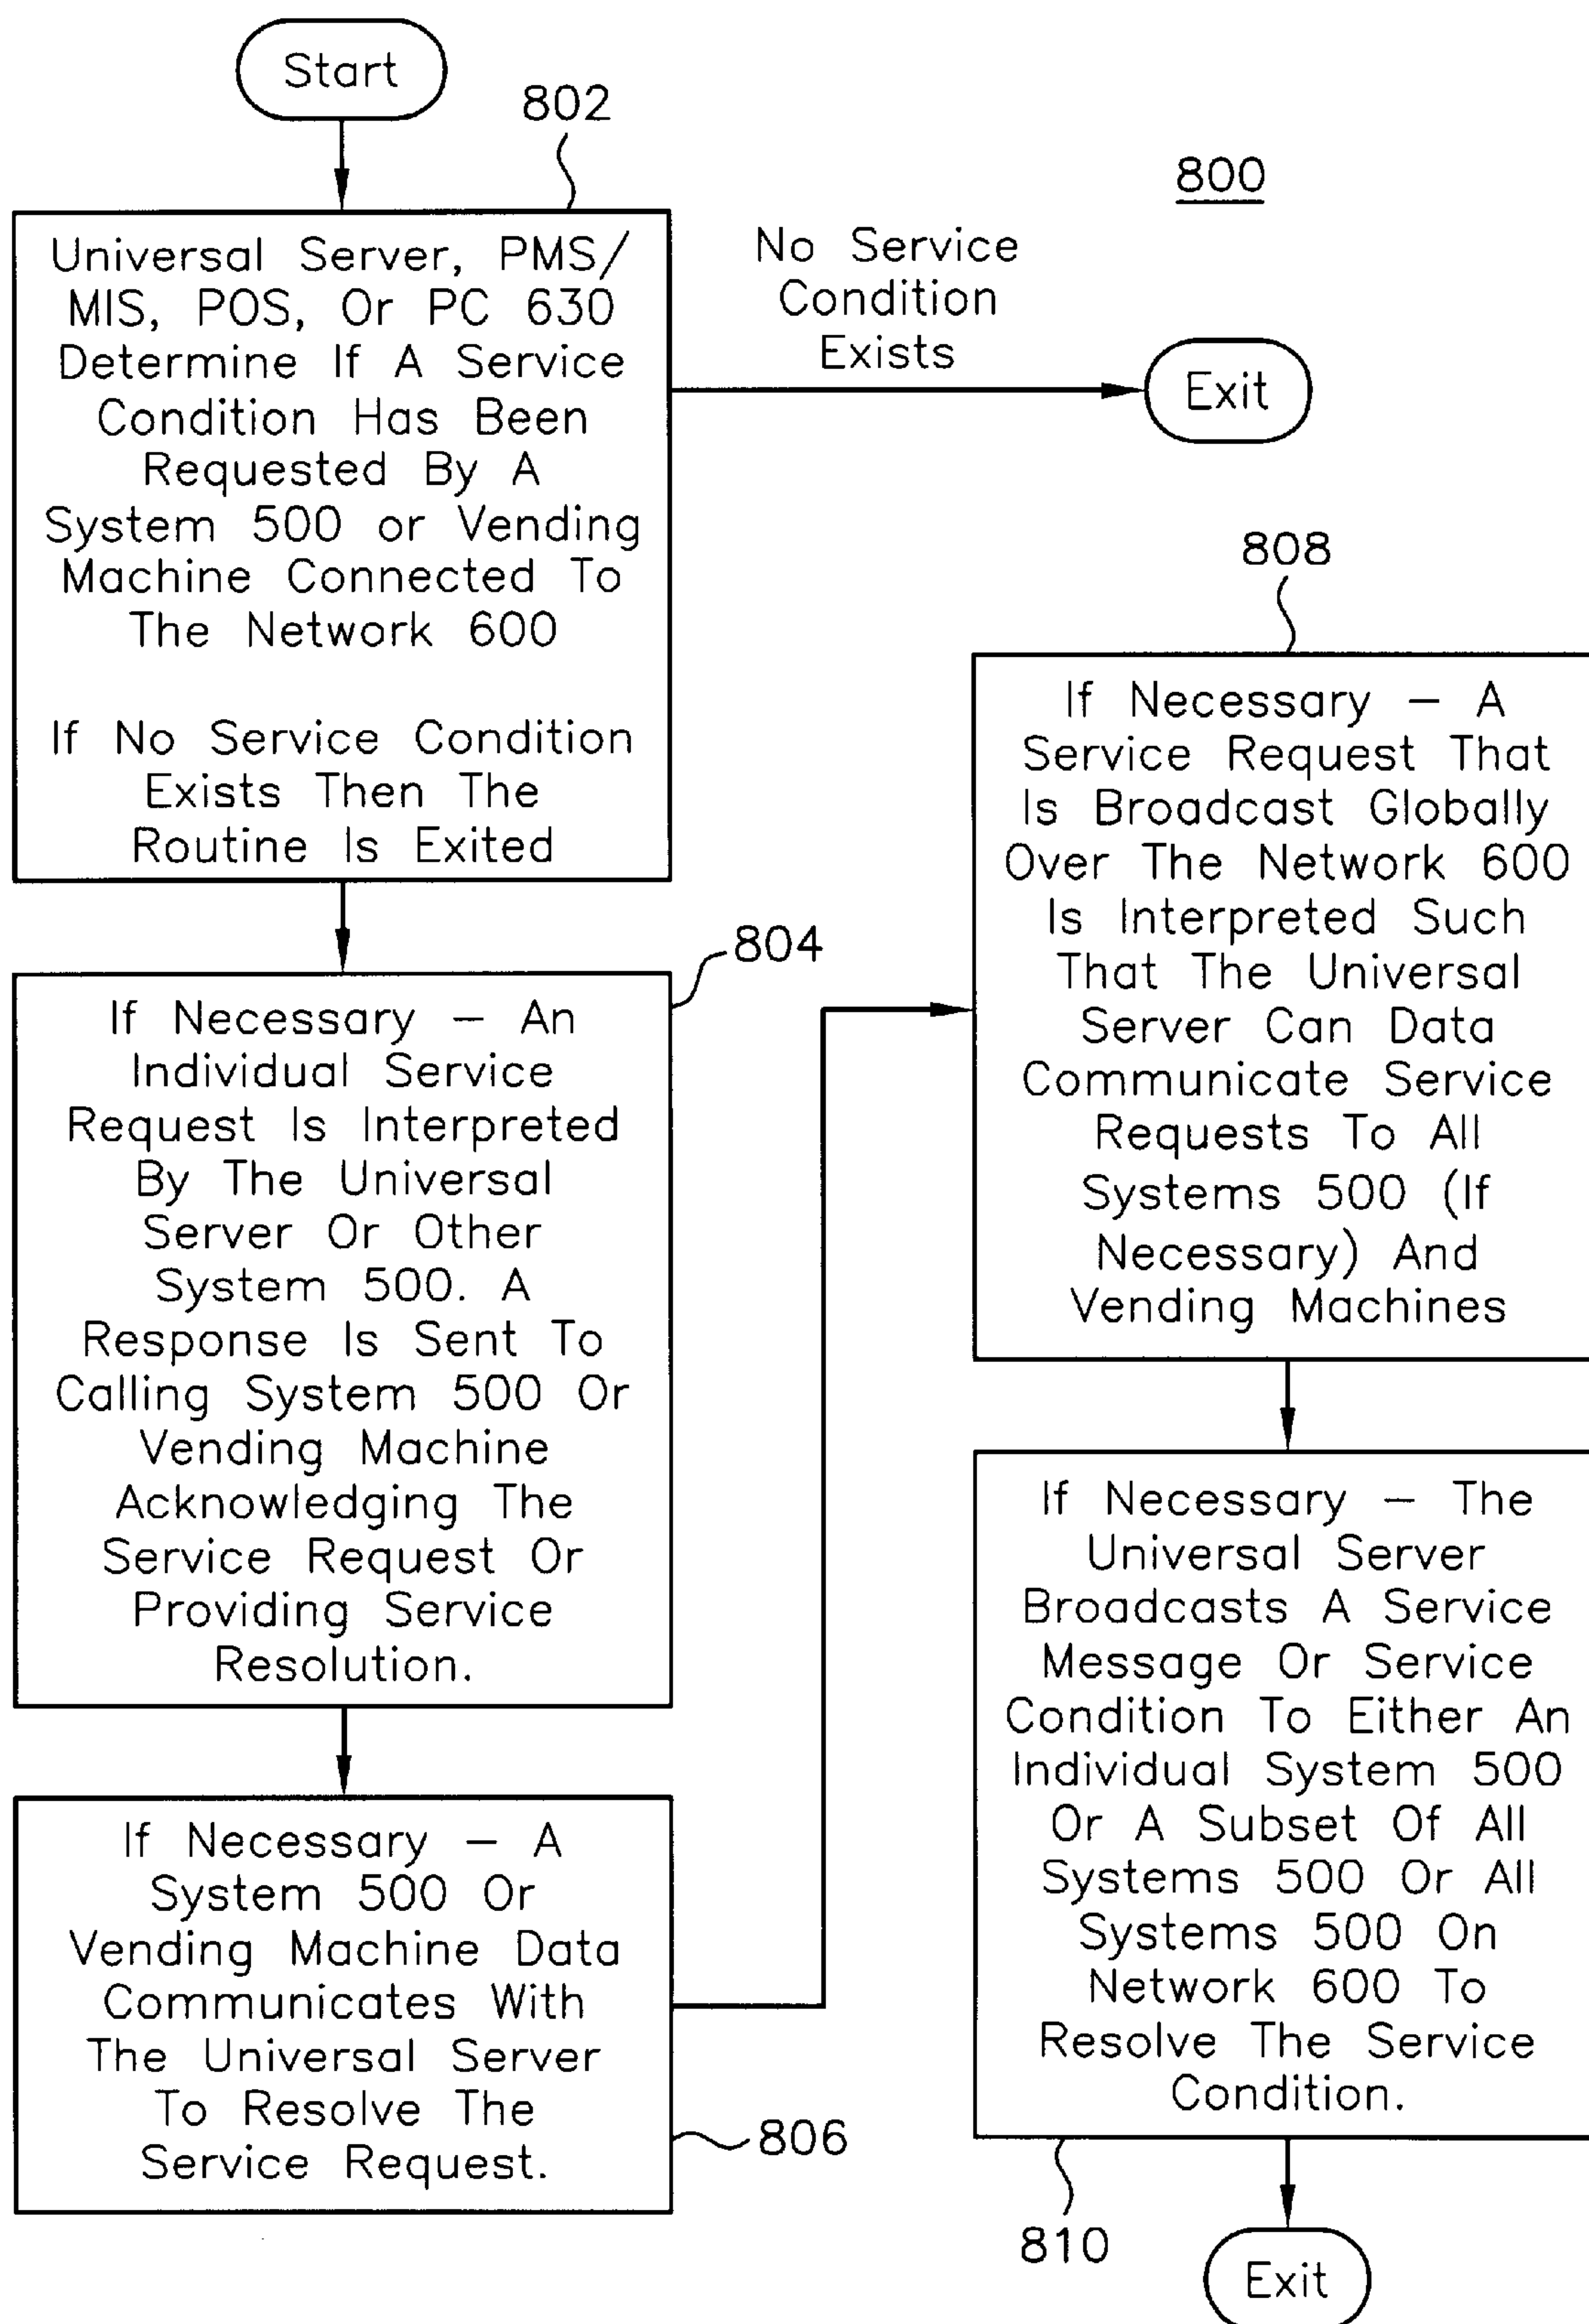 Start
802
800
Universal Server, PMS/
MIS, POS, Or PC 630
Determine If A Service
Condition Has Been
Requested By A
System 500 or Vending
Machine Connected To
The Network 600
If No Service Condition
Exists Then The
Routine Is Exited
No Service
Condition
Exists
Exit
804
If Necessary – An
Individual Service
Request Is Interpreted
By The Universal
Server Or Other
System 500. A
Response Is Sent To
Calling System 500 Or
Vending Machine
Acknowledging The
Service Request Or
Providing Service
Resolution.
If Necessary – A
System 500 Or
Vending Machine Data
Communicates With
The Universal Server
To Resolve The
Service Request.
806
808
If Necessary – A
Service Request That
Is Broadcast Globally
Over The Network 600
Is Interpreted Such
That The Universal
Server Can Data
Communicate Service
Requests To All
Systems 500 (If
Necessary) And
Vending Machines
If Necessary – The
Universal Server
Broadcasts A Service
Message Or Service
Condition To Either An
Individual System 500
Or A Subset Of All
Systems 500 Or All
Systems 500 On
Network 600 To
Resolve The Service
Condition.
810
Exit